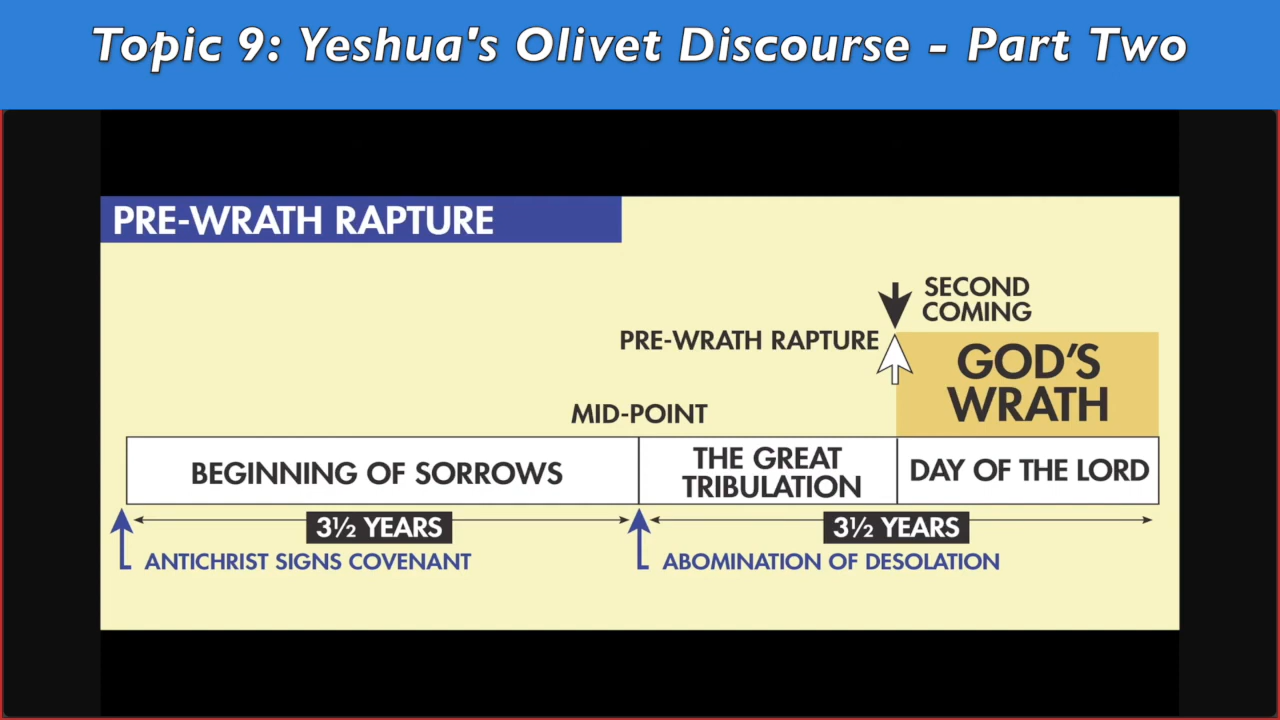 Topic 9: Yeshua's Olivet Discourse - Part Two
PRE-WRATH RAPTURE
SECOND
COMING
PRE-WRATH RAPTURE
GOD'S
WRATH
MID-POINT
BEGINNING OF SORROWS
THE GREAT
TRIBULATION
DAY OF THE LORD
3½ YEARS
3½ YEARS
ANTICHRIST SIGNS COVENANT
ABOMINATION OF DESOLATION